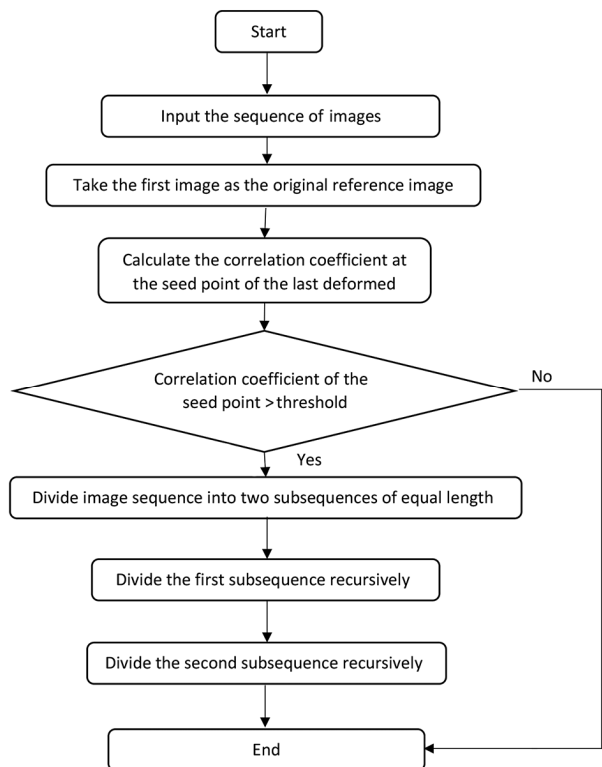 Start
Input the sequence of images
Take the first image as the original reference image
Calculate the correlation coefficient at
the seed point of the last deformed
Correlation coefficient of the
seed point >threshold
No
Yes
Divide image sequence into two subsequences of equal length
Divide the first subsequence recursively
Divide the second subsequence recursively
End